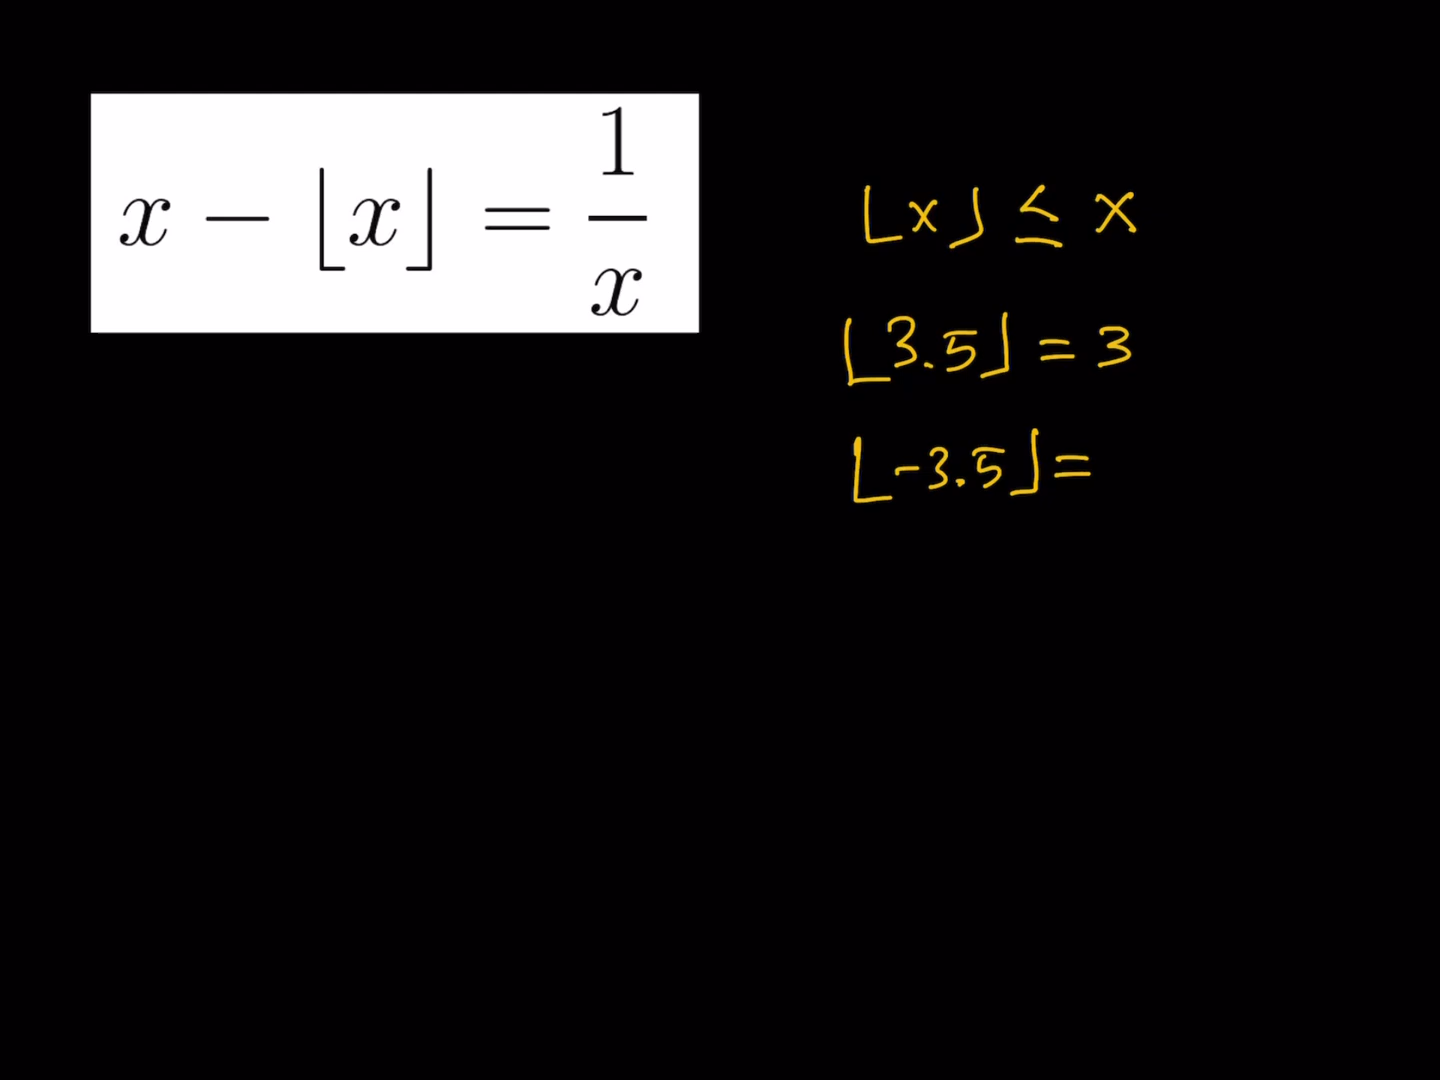 x − ⌊x⌋ = 1/x
⌊x⌋ ≤ x
⌊3.5⌋ = 3
⌊-3.5⌋ =